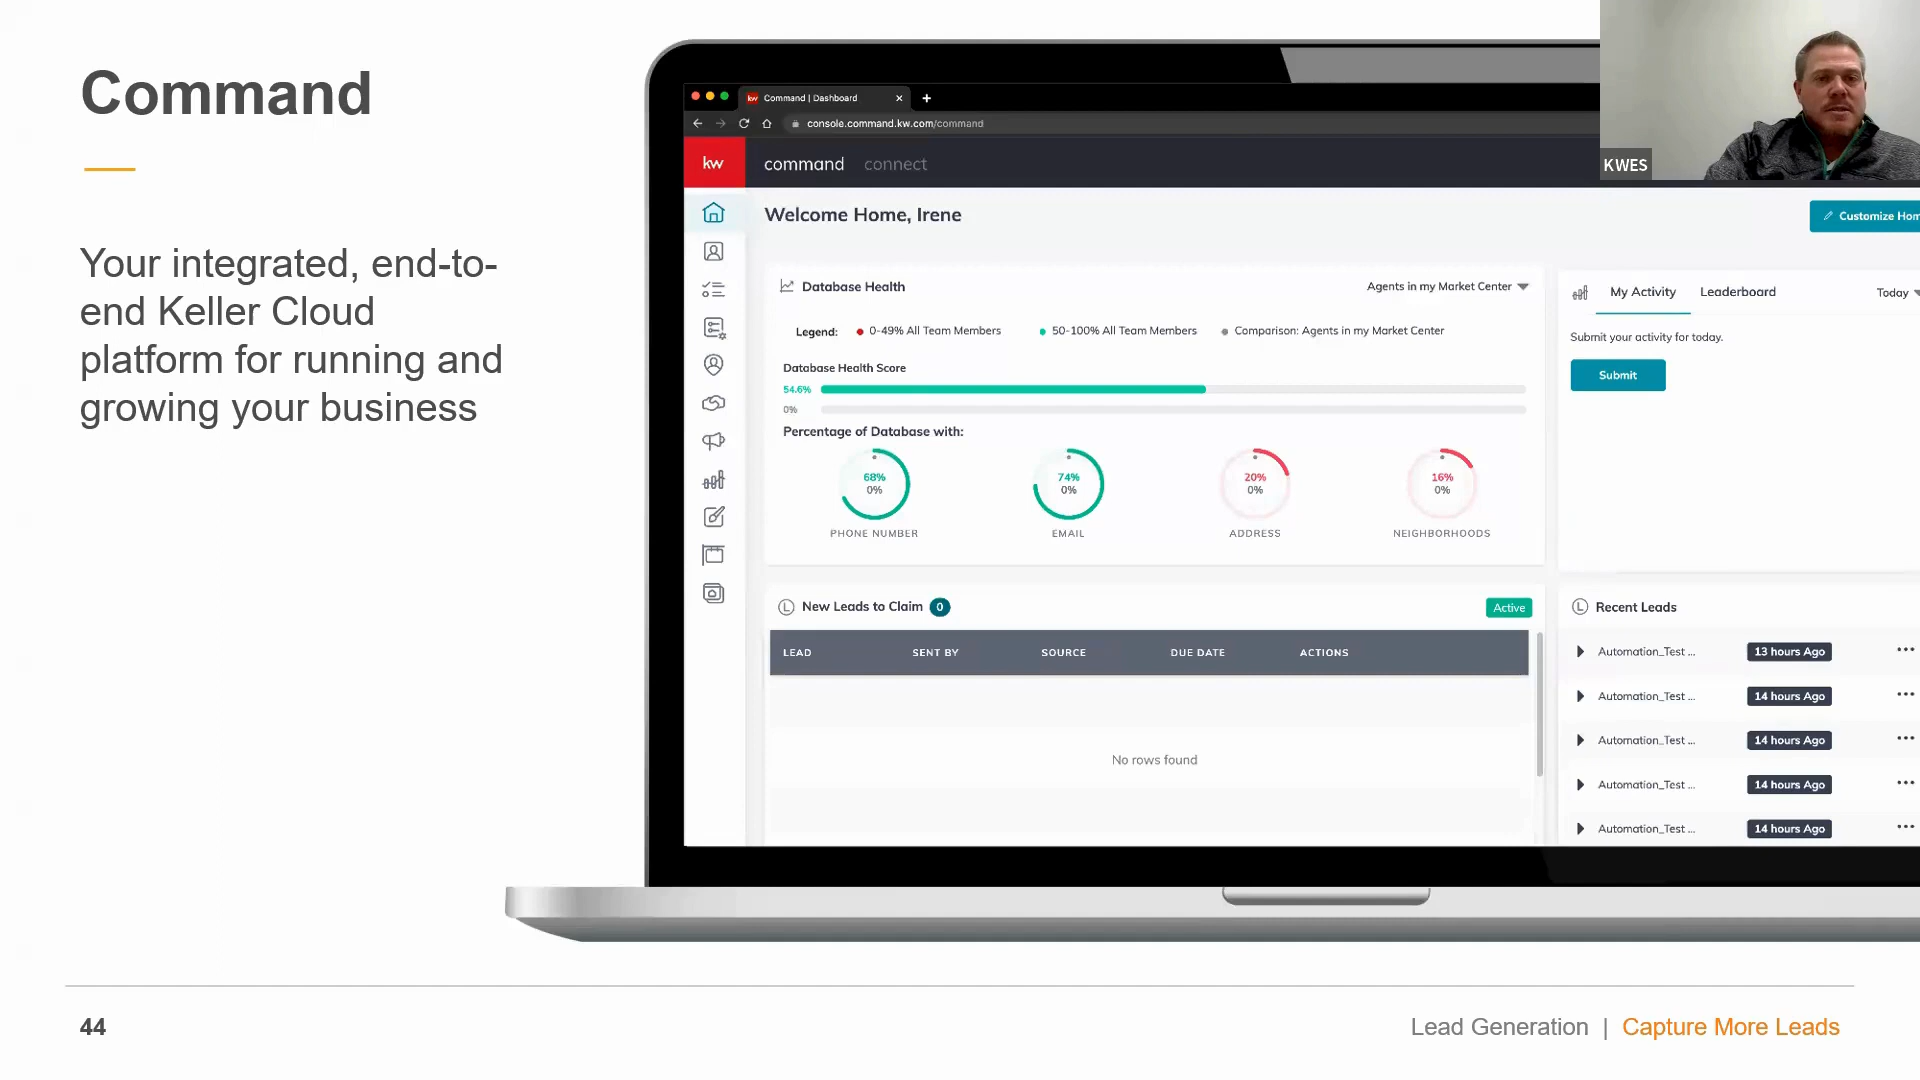 Command
Your integrated, end-to-
end Keller Cloud
platform for running and
growing your business
Command | Dashboard
console.command.kw.com/command
kw
command connect
KWES
Welcome Home, Irene
Customize Hom
Database Health
Agents in my Market Center
Legend: 0-49% All Team Members 50-100% All Team Members Comparison: Agents in my Market Center
Database Health Score
54.6%
0%
Percentage of Database with:
68% 74% 20% 16%
0% 0% 0% 0%
PHONE NUMBER EMAIL ADDRESS NEIGHBORHOODS
My Activity Leaderboard Today
Submit your activity for today.
Submit
New Leads to Claim 0 Active
LEAD SENT BY SOURCE DUE DATE ACTIONS
No rows found
Recent Leads
Automation_Test ... 13 hours Ago
Automation_Test ... 14 hours Ago
Automation_Test ... 14 hours Ago
Automation_Test ... 14 hours Ago
Automation_Test ... 14 hours Ago
44
Lead Generation | Capture More Leads